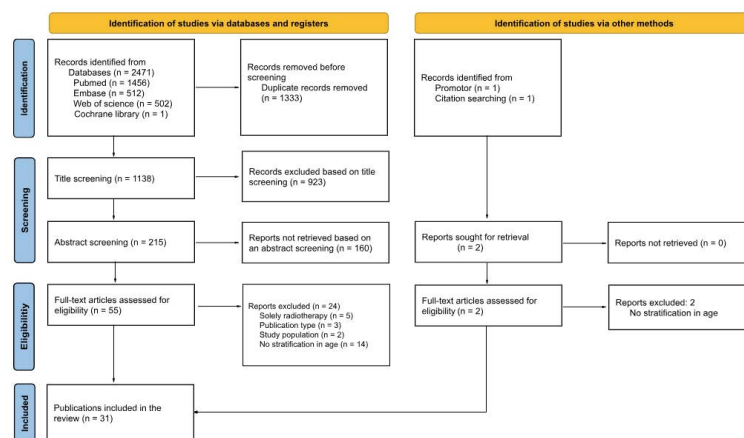 Identification of studies via databases and registers
Identification of studies via other methods
Identification
Records identified from
Databases (n = 2471)
Pubmed (n = 1456)
Embase (n = 512)
Web of science (n = 502)
Cochrane library (n = 1)
Records removed before
screening
Duplicate records removed
(n = 1333)
Records identified from
Promotor (n = 1)
Citation searching (n = 1)
Screening
Title screening (n = 1138)
Records excluded based on title
screening (n = 923)
Abstract screening (n = 215)
Reports not retrieved based on
an abstract screening (n = 160)
Reports sought for retrieval
(n = 2)
Reports not retrieved (n = 0)
Eligibitliy
Full-text articles assessed for
eligibility (n = 55)
Reports excluded (n = 24)
Solely radiotherapy (n = 5)
Publication type (n = 3)
Study population (n = 2)
No stratification in age (n = 14)
Full-text articles assessed for
eligibility (n = 2)
Reports excluded: 2
No stratification in age
Included
Publications included in the
review (n = 31)